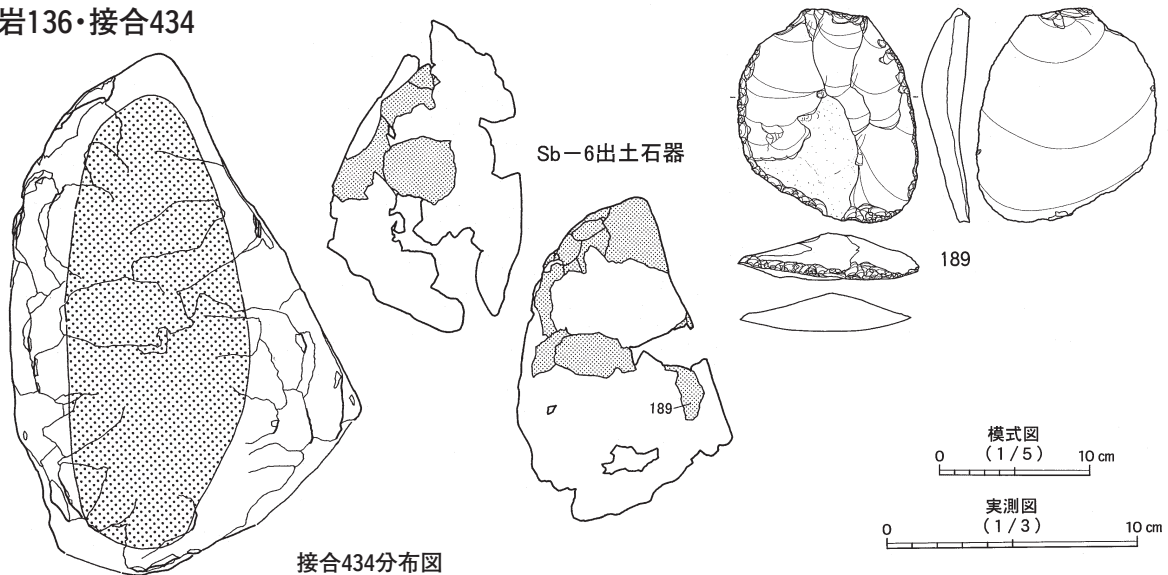 岩136・接合434
Sb－6出土石器
189
189
模式図
（1/5）
0 10 cm
実測図
（1/3）
0 10 cm
接合434分布図